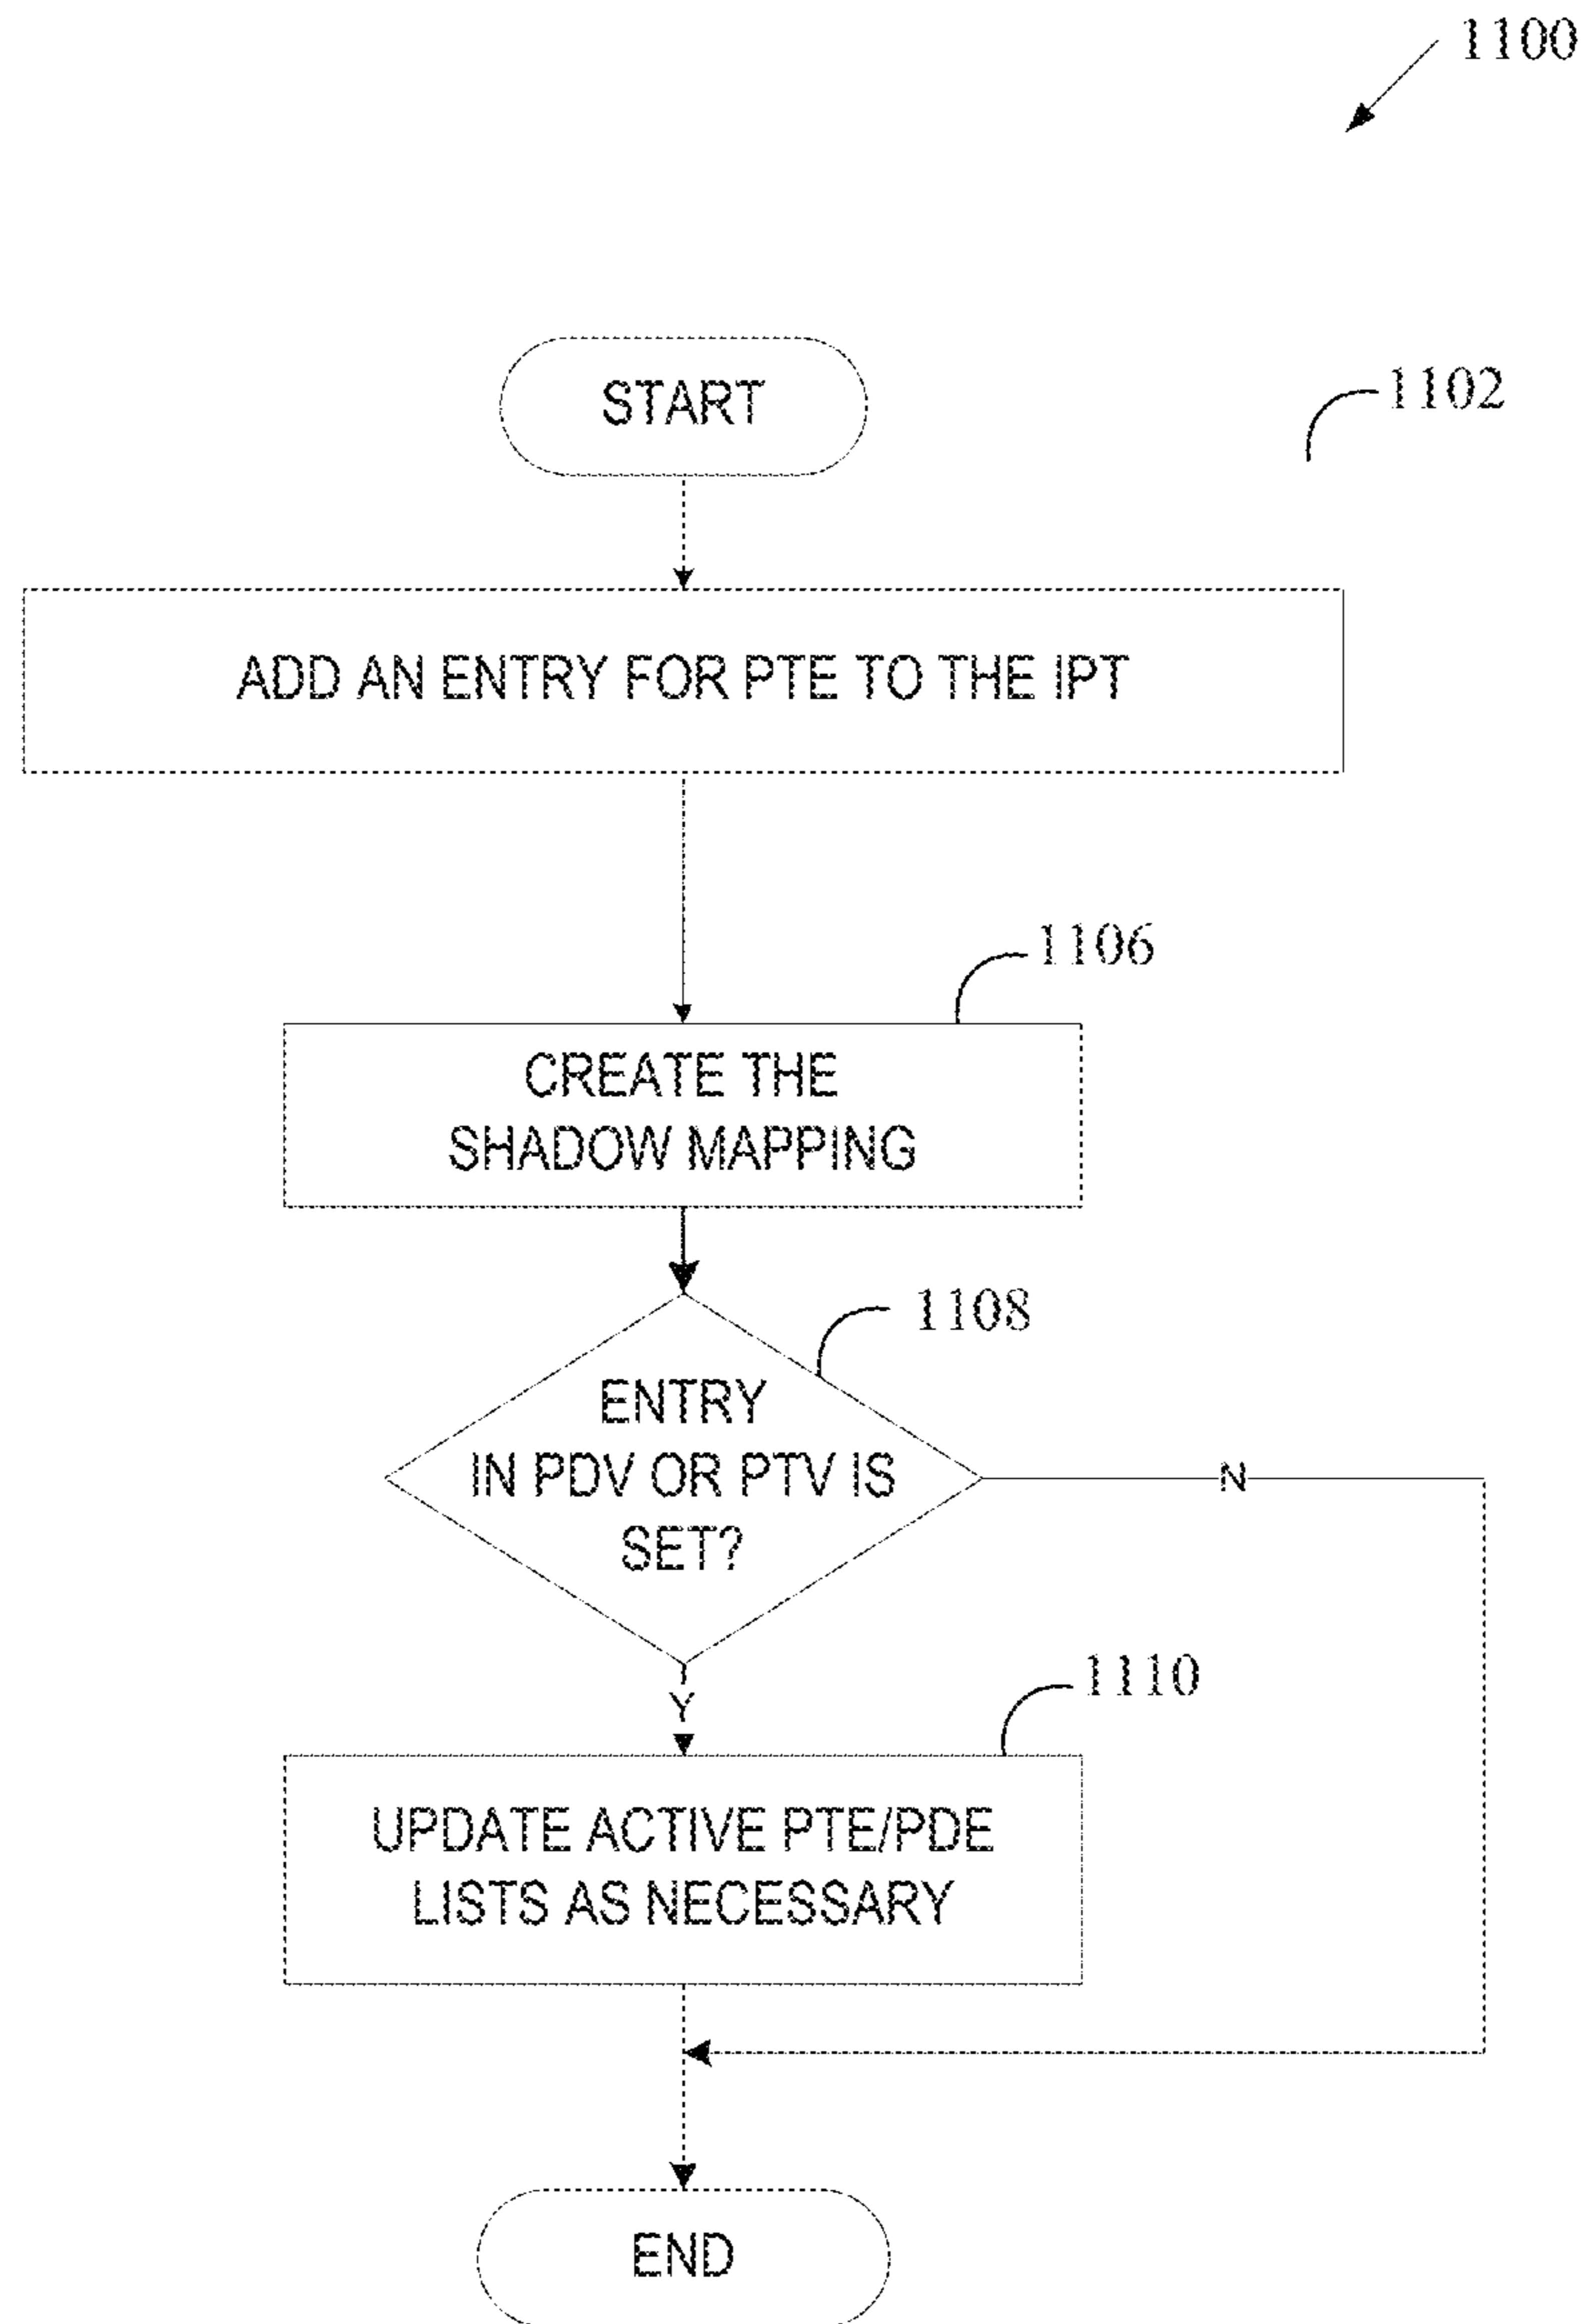 1100
START
1102
ADD AN ENTRY FOR PTE TO THE IPT
1106
CREATE THE
SHADOW MAPPING
1108
ENTRY
IN PDV OR PTV IS
SET?
N
1110
Y
UPDATE ACTIVE PTE/PDE
LISTS AS NECESSARY
END